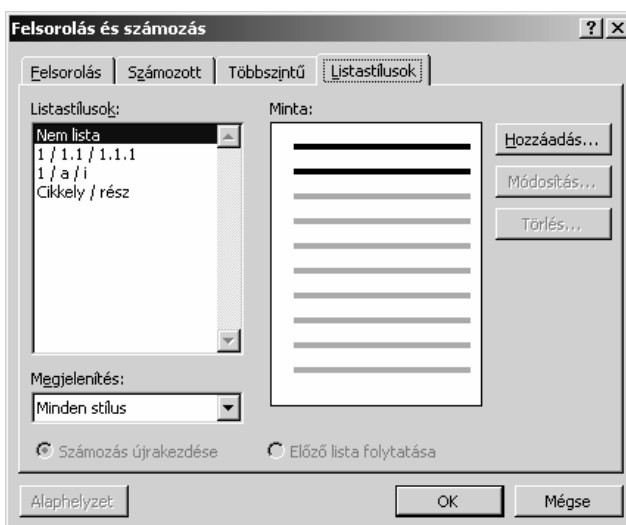 Felsorolás és számozás
Felsorolás Számozott Többszintű Listastílusok
Listastílusok:
Minta:
Nem lista
1 / 1.1 / 1.1.1
1 / a / i
Cikkely / rész
Hozzáadás...
Módosítás...
Törlés...
Megjelenítés:
Minden stílus
Számozás újrakezdése Előző lista folytatása
Alaphelyzet OK Mégse